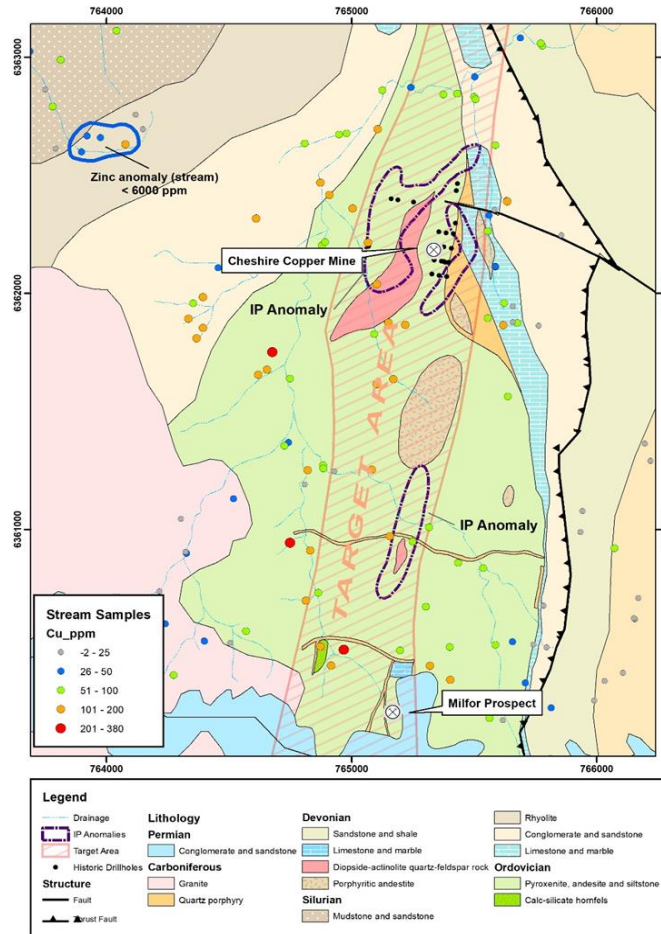 764000
765000
766000
6363000
6363000
Zinc anomaly (stream)
< 6000 ppm
Cheshire Copper Mine
6362000
6362000
IP Anomaly
TARGET AREA
IP Anomaly
6361000
6361000
Stream Samples
Cu_ppm
-2 - 25
26 - 50
51 - 100
101 - 200
201 - 380
Milfor Prospect
764000
765000
766000
Legend
Drainage
IP Anomalies
Target Area
Historic Drillholes
Structure
Fault
Thrust Fault
Lithology
Permian
Conglomerate and sandstone
Carboniferous
Granite
Quartz porphyry
Devonian
Sandstone and shale
Limestone and marble
Diopside-actinolite quartz-feldspar rock
Porphyritic andestite
Silurian
Mudstone and sandstone
Rhyolite
Conglomerate and sandstone
Limestone and marble
Ordovician
Pyroxenite, andesite and siltstone
Calc-silicate hornfels